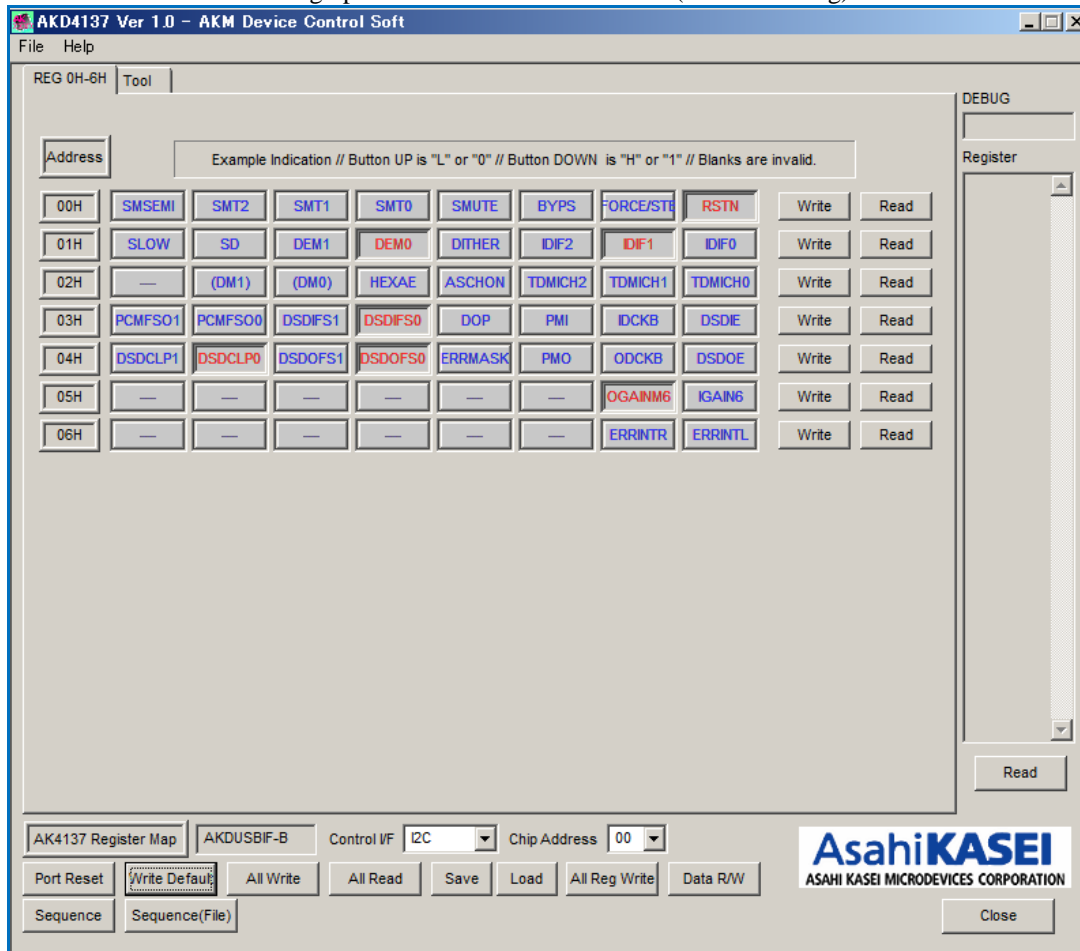 AKD4137 Ver 1.0 - AKM Device Control Soft
File Help
REG 0H-6H Tool
DEBUG
Address Example Indication // Button UP is "L" or "0" // Button DOWN is "H" or "1" // Blanks are invalid. Register
00H SMSEMI SMT2 SMT1 SMT0 SMUTE BYPS FORCE/STB RSTN Write Read
01H SLOW SD DEM1 DEM0 DITHER IDIF2 IDIF1 IDIF0 Write Read
02H — (DM1) (DM0) HEXAE ASCHON TDMICH2 TDMICH1 TDMICH0 Write Read
03H PCMFSO1 PCMFSO0 DSDIFS1 DSDIFS0 DOP PMI IDCKB DSDIE Write Read
04H DSDCLP1 DSDCLP0 DSDOFS1 DSDOFS0 ERRMASK PMO ODCKB DSDOE Write Read
05H — — — — — — OGAINM6 IGAIN6 Write Read
06H — — — — — — ERRINTR ERRINTL Write Read
Read
AK4137 Register Map AKDUSBIF-B Control I/F I2C Chip Address 00
AsahiKASEI
ASAHI KASEI MICRODEVICES CORPORATION
Port Reset Write Default All Write All Read Save Load All Reg Write Data R/W
Sequence Sequence(File) Close